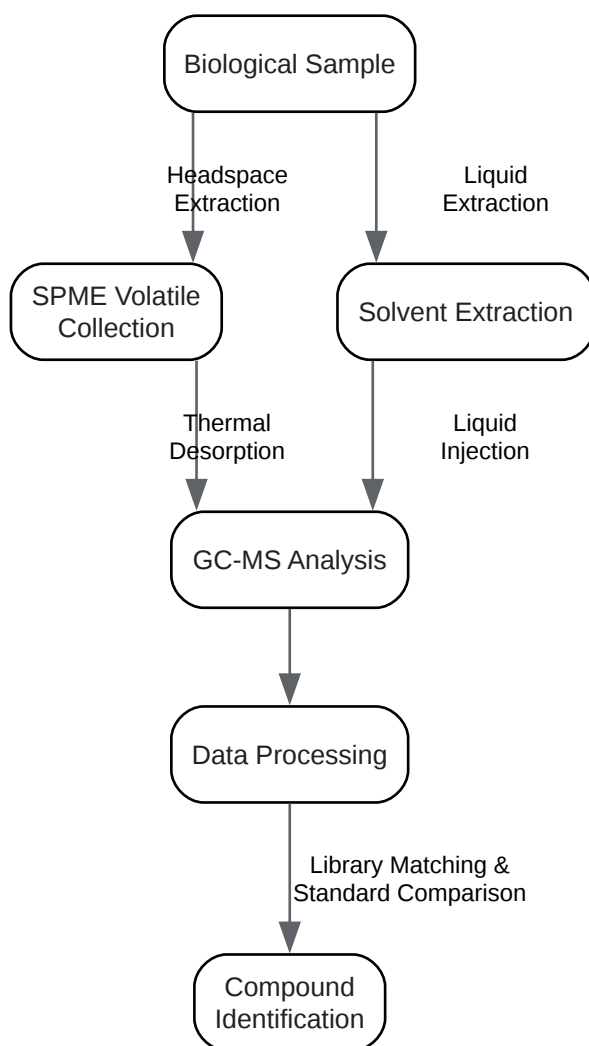 Biological Sample
Headspace
Extraction
Liquid
Extraction
SPME Volatile
Collection
Solvent Extraction
Thermal
Desorption
Liquid
Injection
GC-MS Analysis
Data Processing
Library Matching &
Standard Comparison
Compound
Identification